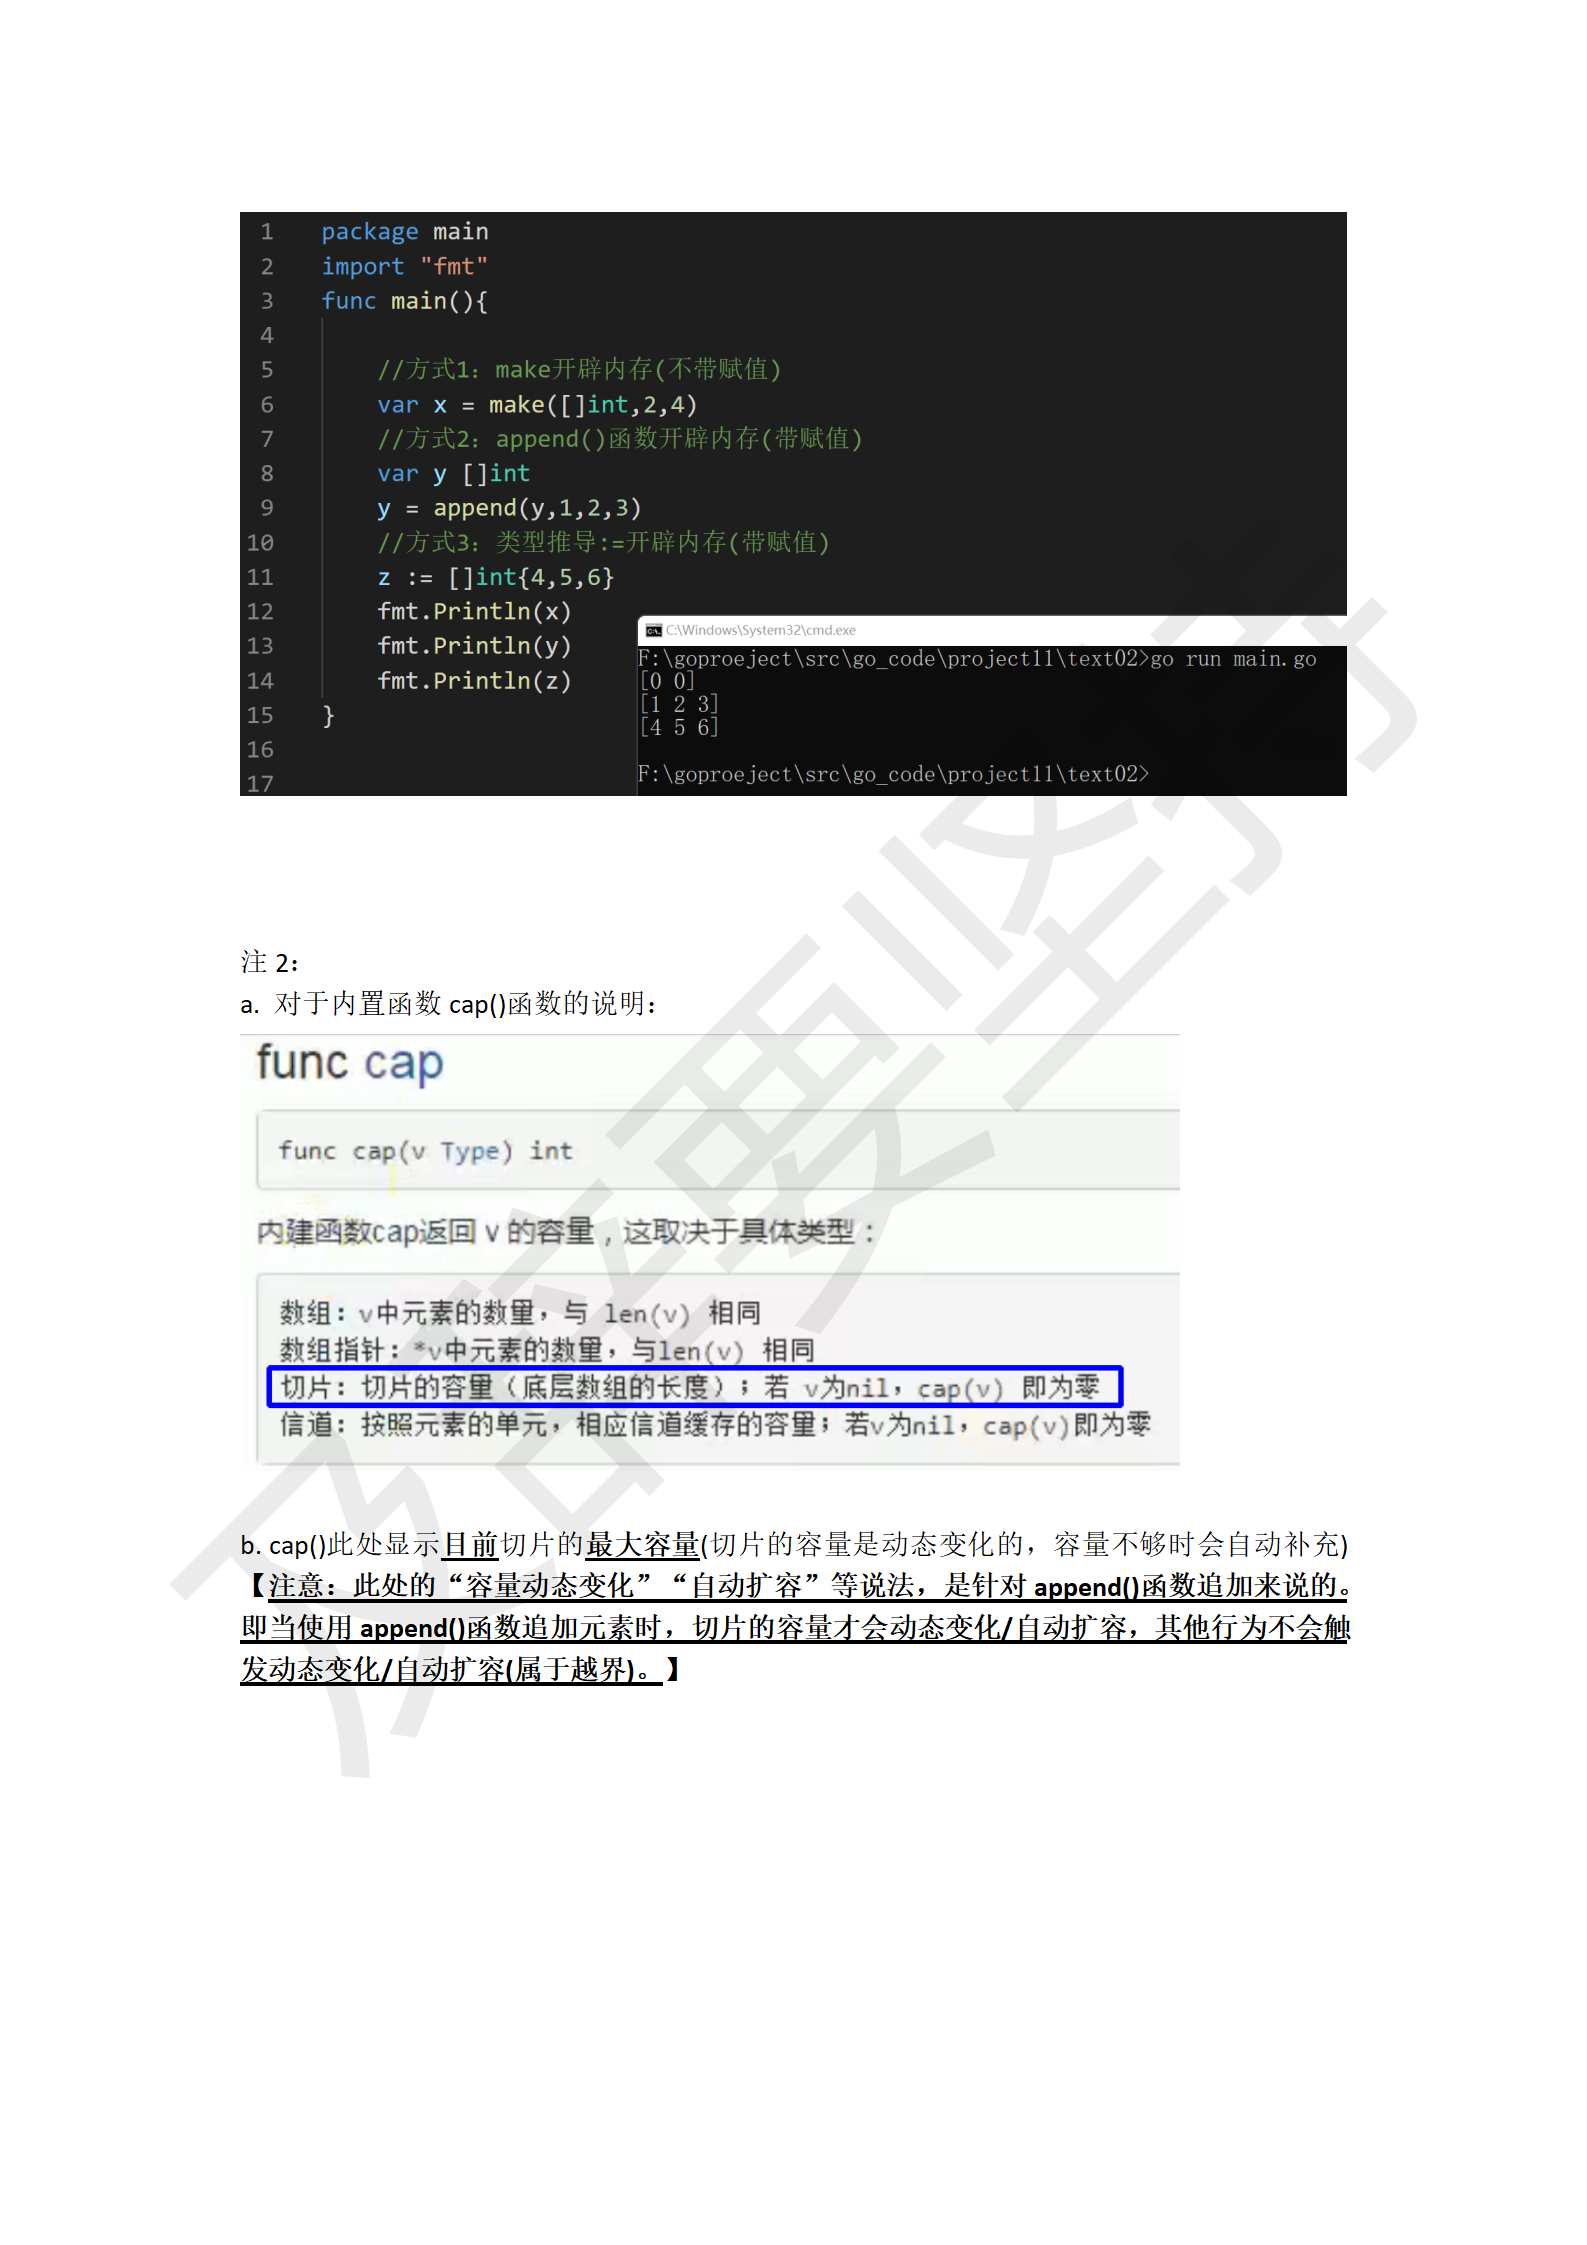 1 package main
2 import "fmt"
3 func main(){
4
5 //方式1：make开辟内存(不带赋值)
6 var x = make([]int,2,4)
7 //方式2：append()函数开辟内存(带赋值)
8 var y []int
9 y = append(y,1,2,3)
10 //方式3：类型推导:=开辟内存(带赋值)
11 z := []int{4,5,6}
12 fmt.Println(x)
13 fmt.Println(y)
14 fmt.Println(z)
15 }
16
17
C:\Windows\System32\cmd.exe
F:\goproeject\src\go_code\project11\text02>go run main.go
[0 0]
[1 2 3]
[4 5 6]
F:\goproeject\src\go_code\project11\text02>
注 2：
a. 对于内置函数 cap()函数的说明：
func cap
func cap(v Type) int
内建函数cap返回 v 的容量，这取决于具体类型：
数组：v中元素的数量，与 len(v) 相同
数组指针：*v中元素的数量，与len(v) 相同
切片：切片的容量（底层数组的长度）；若 v为nil，cap(v) 即为零
信道：按照元素的单元，相应信道缓存的容量；若v为nil，cap(v)即为零
b. cap()此处显示目前切片的最大容量(切片的容量是动态变化的，容量不够时会自动补充)
【注意：此处的“容量动态变化”“自动扩容”等说法，是针对 append()函数追加来说的。
即当使用 append()函数追加元素时，切片的容量才会动态变化/自动扩容，其他行为不会触
发动态变化/自动扩容(属于越界)。】